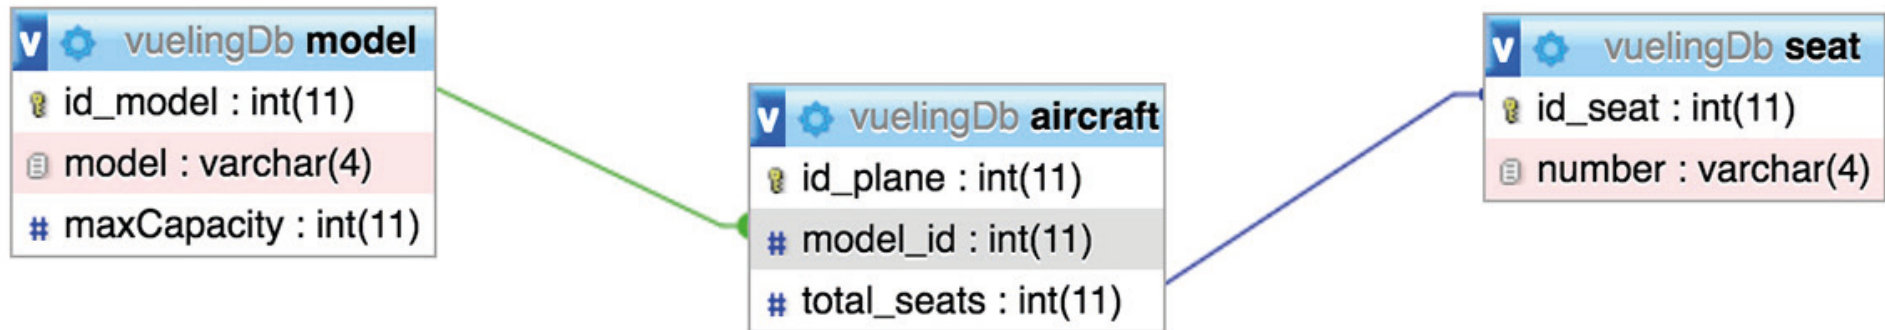 v vuelingDb model
id_model : int(11)
model : varchar(4)
# maxCapacity : int(11)
v vuelingDb aircraft
id_plane : int(11)
# model_id : int(11)
# total_seats : int(11)
v vuelingDb seat
id_seat : int(11)
number : varchar(4)